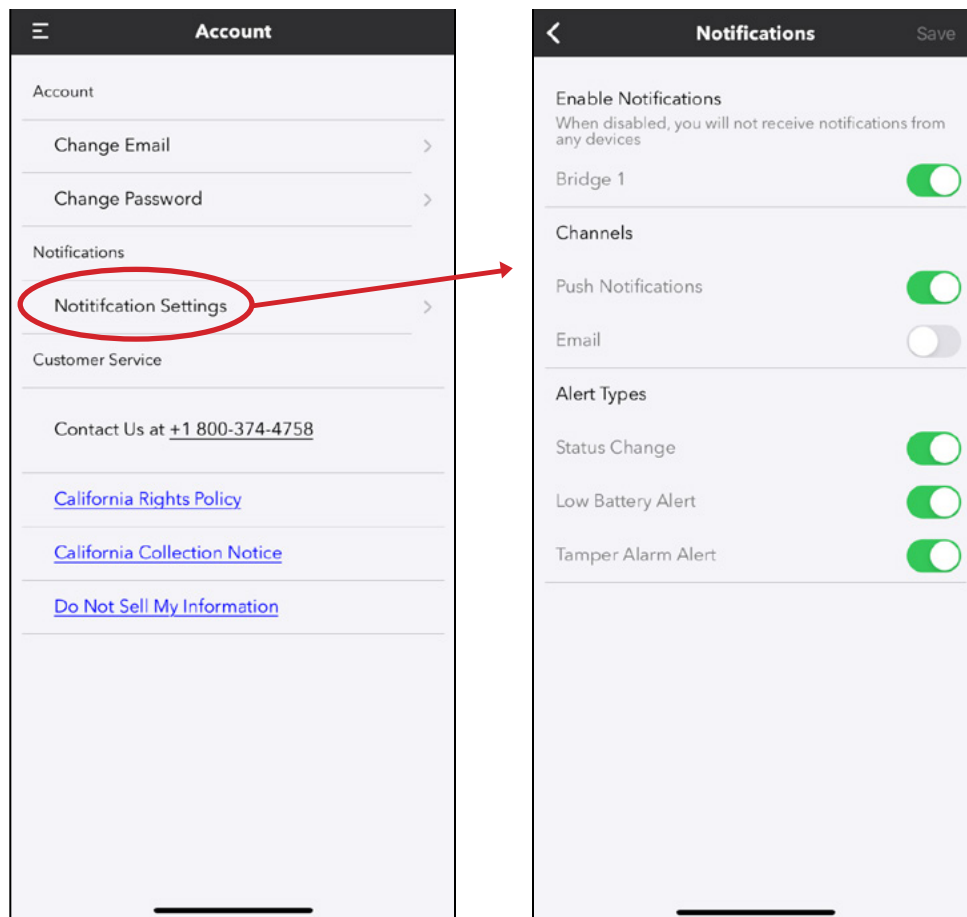 Account
Account
Change Email
Change Password
Notifications
Notitifcation Settings
Customer Service
Contact Us at +1 800-374-4758
California Rights Policy
California Collection Notice
Do Not Sell My Information
Notifications
Save
Enable Notifications
When disabled, you will not receive notifications from
any devices
Bridge 1
Channels
Push Notifications
Email
Alert Types
Status Change
Low Battery Alert
Tamper Alarm Alert